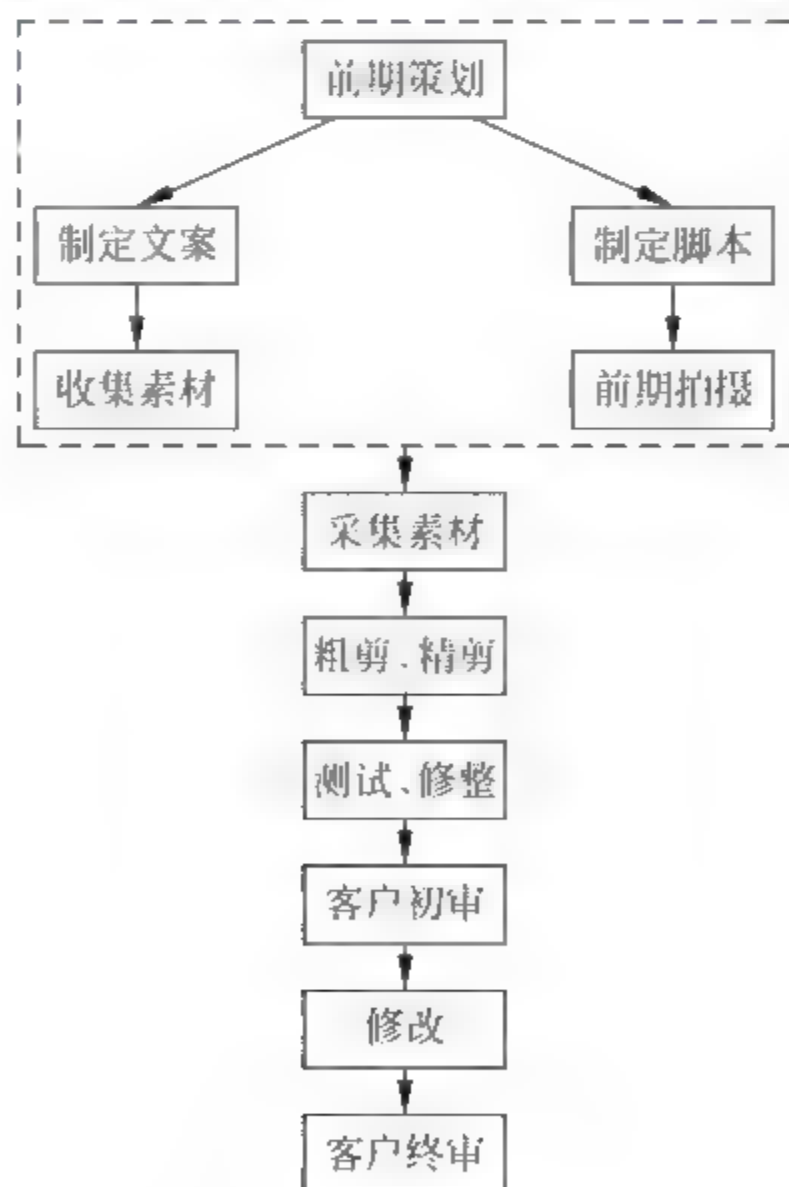 前期策划
制定文案
制定脚本
收集素材
前期拍摄
采集素材
粗剪、精剪
测试、修整
客户初审
修改
客户终审